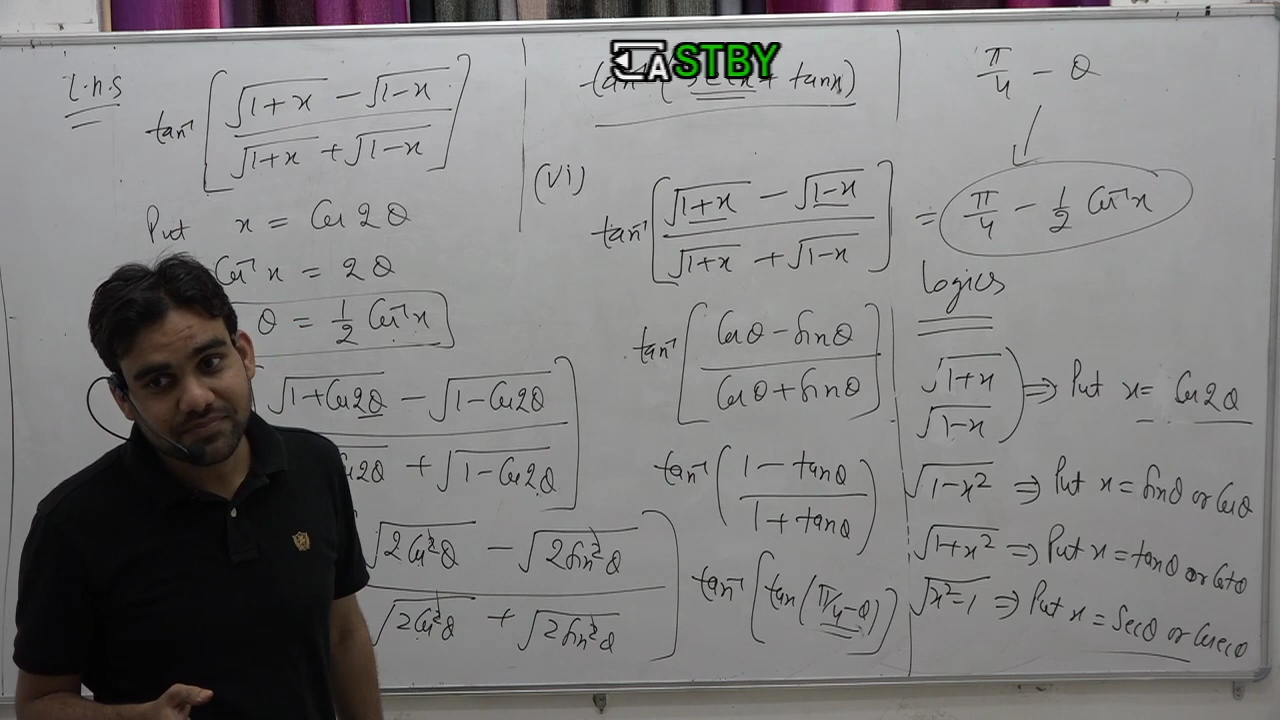 L.h.s
tan⁻¹[(√1+x − √1−x)/(√1+x + √1−x)]
Put x = Cos2θ
Cos⁻¹x = 2θ
θ = 1/2 Cos⁻¹x
√1+Cos2θ − √1−Cos2θ
Cos2θ + √1−Cos2θ
√2Cos²θ − √2Sin²θ
√2Cos²θ + √2Sin²θ
LASTBY
tanx)
(vi)
tan⁻¹[(√1+x − √1−x)/(√1+x + √1−x)] = π/4 − 1/2 Cos⁻¹x
tan⁻¹[(Cosθ − Sinθ)/(Cosθ + Sinθ)]
tan⁻¹((1 − tanθ)/(1 + tanθ))
tan⁻¹[tan(π/4−θ)]
π/4 − θ
Logics
√1+x
√1−x ⇒ Put x = Cos2θ
√1−x² ⇒ Put x = Sinθ or Cosθ
√1+x² ⇒ Put x = tanθ or Cotθ
√x²−1 ⇒ Put x = Secθ or Cosecθ